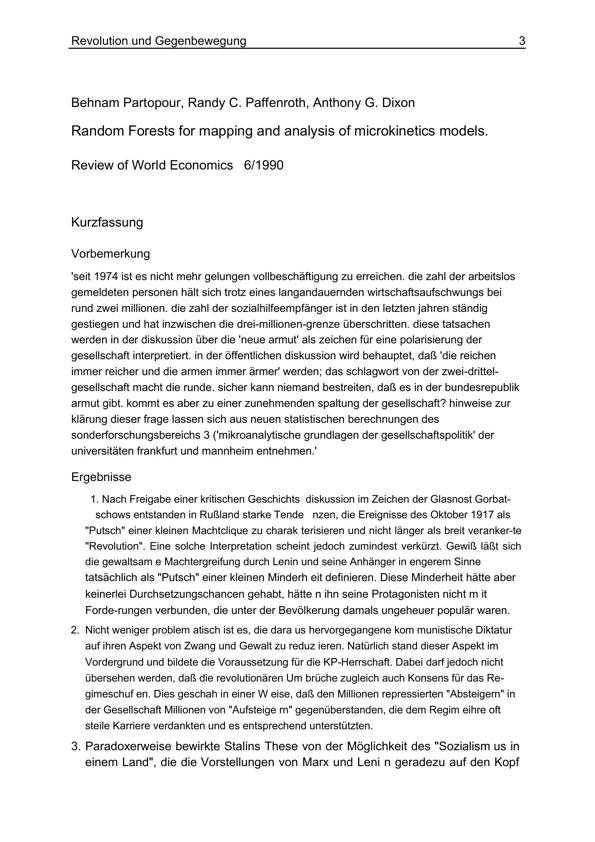 Revolution und Gegenbewegung 3
Behnam Partopour, Randy C. Paffenroth, Anthony G. Dixon
Random Forests for mapping and analysis of microkinetics models.
Review of World Economics 6/1990
Kurzfassung
Vorbemerkung
'seit 1974 ist es nicht mehr gelungen vollbeschäftigung zu erreichen. die zahl der arbeitslos
gemeldeten personen hält sich trotz eines langandauernden wirtschaftsaufschwungs bei
rund zwei millionen. die zahl der sozialhilfeempfänger ist in den letzten jahren ständig
gestiegen und hat inzwischen die drei-millionen-grenze überschritten. diese tatsachen
werden in der diskussion über die 'neue armut' als zeichen für eine polarisierung der
gesellschaft interpretiert. in der öffentlichen diskussion wird behauptet, daß 'die reichen
immer reicher und die armen immer ärmer' werden; das schlagwort von der zwei-drittel-
gesellschaft macht die runde. sicher kann niemand bestreiten, daß es in der bundesrepublik
armut gibt. kommt es aber zu einer zunehmenden spaltung der gesellschaft? hinweise zur
klärung dieser frage lassen sich aus neuen statistischen berechnungen des
sonderforschungsbereichs 3 ('mikroanalytische grundlagen der gesellschaftspolitik' der
universitäten frankfurt und mannheim entnehmen.'
Ergebnisse
1. Nach Freigabe einer kritischen Geschichts diskussion im Zeichen der Glasnost Gorbat-
schows entstanden in Rußland starke Tende nzen, die Ereignisse des Oktober 1917 als
"Putsch" einer kleinen Machtclique zu charak terisieren und nicht länger als breit veranker-te
"Revolution". Eine solche Interpretation scheint jedoch zumindest verkürzt. Gewiß läßt sich
die gewaltsam e Machtergreifung durch Lenin und seine Anhänger in engerem Sinne
tatsächlich als "Putsch" einer kleinen Minderh eit definieren. Diese Minderheit hätte aber
keinerlei Durchsetzungschancen gehabt, hätte n ihn seine Protagonisten nicht m it
Forde-rungen verbunden, die unter der Bevölkerung damals ungeheuer populär waren.
2. Nicht weniger problem atisch ist es, die dara us hervorgegangene kom munistische Diktatur
auf ihren Aspekt von Zwang und Gewalt zu reduz ieren. Natürlich stand dieser Aspekt im
Vordergrund und bildete die Voraussetzung für die KP-Herrschaft. Dabei darf jedoch nicht
übersehen werden, daß die revolutionären Um brüche zugleich auch Konsens für das Re-
gimeschuf en. Dies geschah in einer W eise, daß den Millionen repressierten "Absteigern" in
der Gesellschaft Millionen von "Aufsteige rn" gegenüberstanden, die dem Regim eihre oft
steile Karriere verdankten und es entsprechend unterstützten.
3. Paradoxerweise bewirkte Stalins These von der Möglichkeit des "Sozialism us in
einem Land", die die Vorstellungen von Marx und Leni n geradezu auf den Kopf